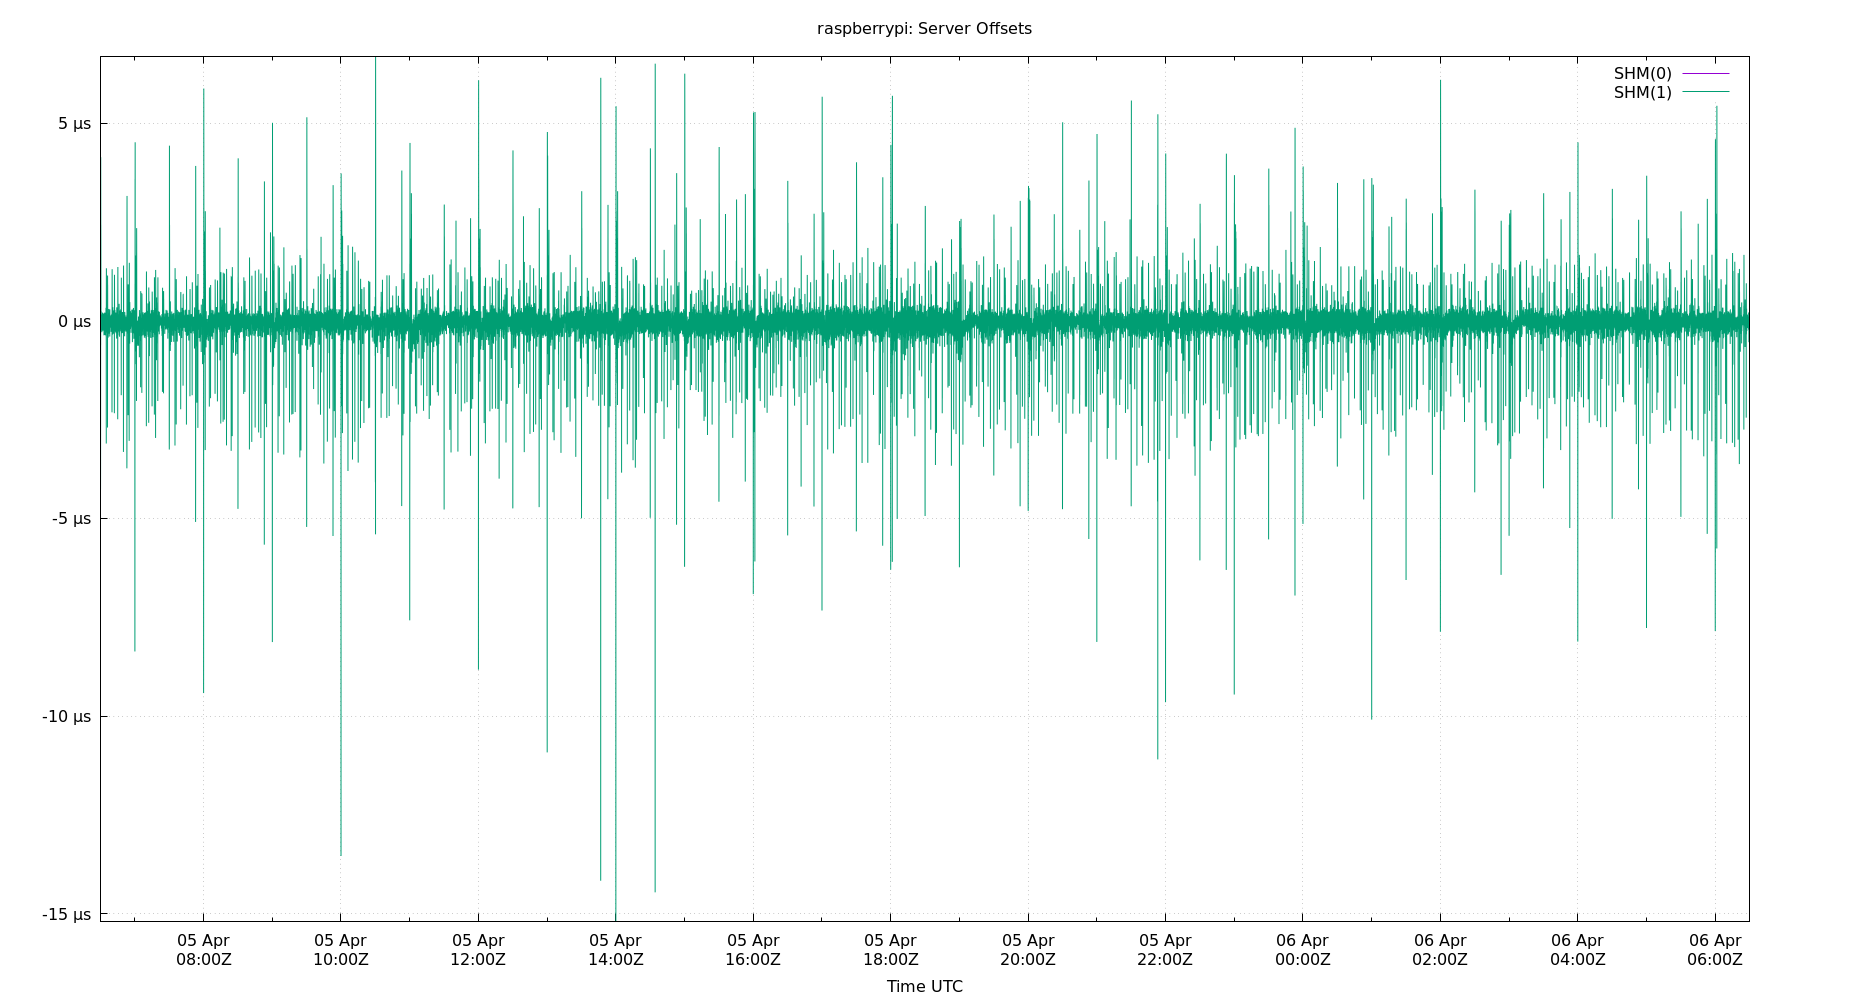 raspberrypi: Server Offsets
SHM(0)
SHM(1)
5 µs
0 µs
-5 µs
-10 µs
-15 µs
05 Apr 05 Apr 05 Apr 05 Apr 05 Apr 05 Apr 05 Apr 05 Apr 06 Apr 06 Apr 06 Apr 06 Apr
08:00Z 10:00Z 12:00Z 14:00Z 16:00Z 18:00Z 20:00Z 22:00Z 00:00Z 02:00Z 04:00Z 06:00Z
Time UTC